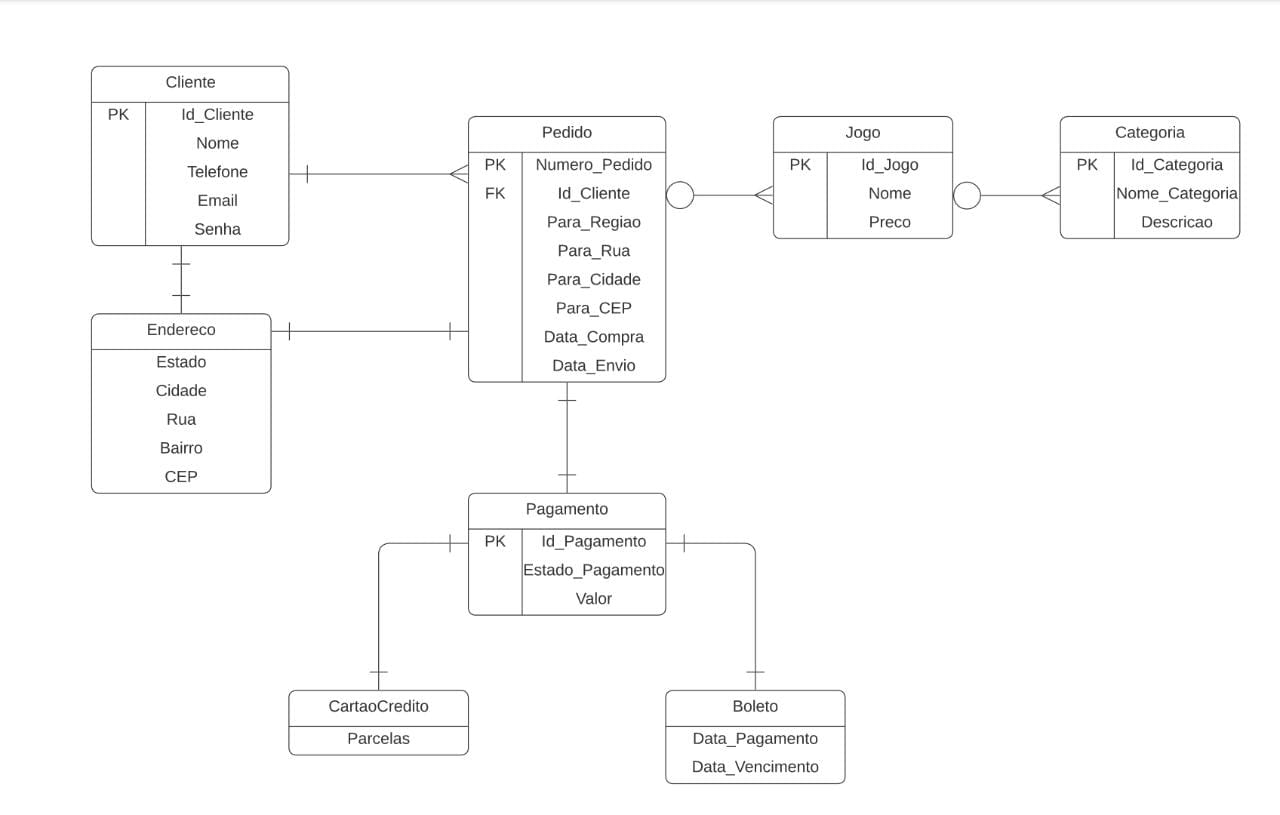 Cliente
PK Id_Cliente
Nome
Telefone
Email
Senha
Endereco
Estado
Cidade
Rua
Bairro
CEP
Pedido
PK Numero_Pedido
FK Id_Cliente
Para_Regiao
Para_Rua
Para_Cidade
Para_CEP
Data_Compra
Data_Envio
Jogo
PK Id_Jogo
Nome
Preco
Categoria
PK Id_Categoria
Nome_Categoria
Descricao
Pagamento
PK Id_Pagamento
Estado_Pagamento
Valor
CartaoCredito
Parcelas
Boleto
Data_Pagamento
Data_Vencimento